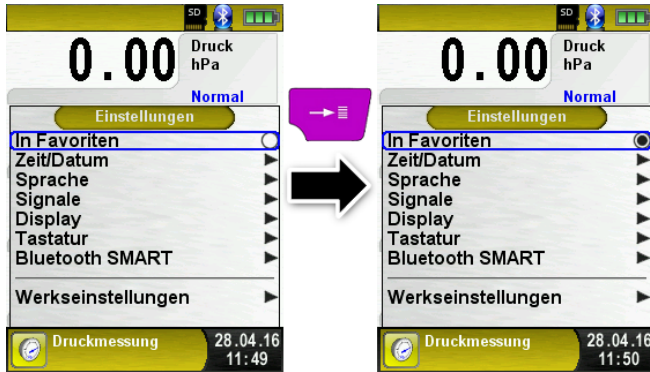 SD
0.00
Druck
hPa
Normal
Einstellungen
In Favoriten
Zeit/Datum
Sprache
Signale
Display
Tastatur
Bluetooth SMART
Werkseinstellungen
Druckmessung
28.04.16
11:49
SD
0.00
Druck
hPa
Normal
Einstellungen
In Favoriten
Zeit/Datum
Sprache
Signale
Display
Tastatur
Bluetooth SMART
Werkseinstellungen
Druckmessung
28.04.16
11:50